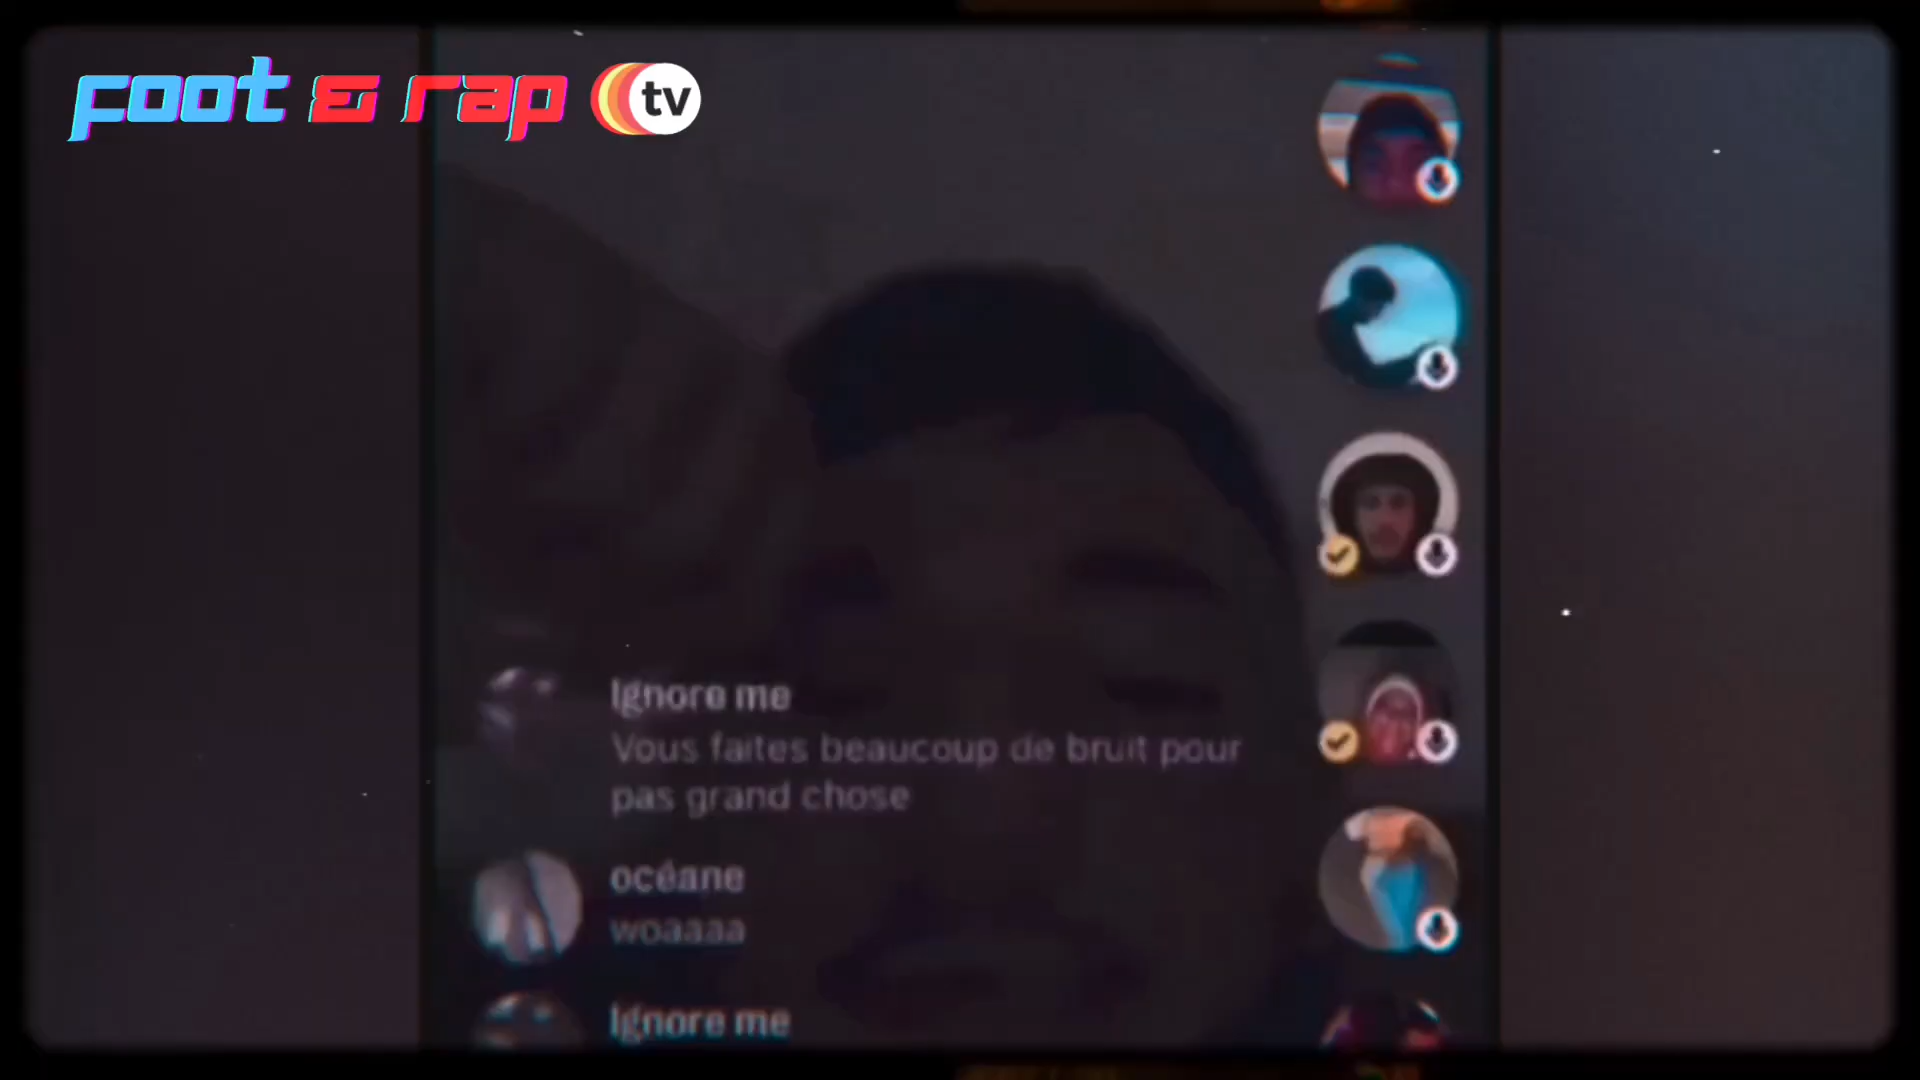 foot & rap tv
Ignore me
Vous faites beaucoup de bruit pour
pas grand chose
océane
woaaaa
Ignore me